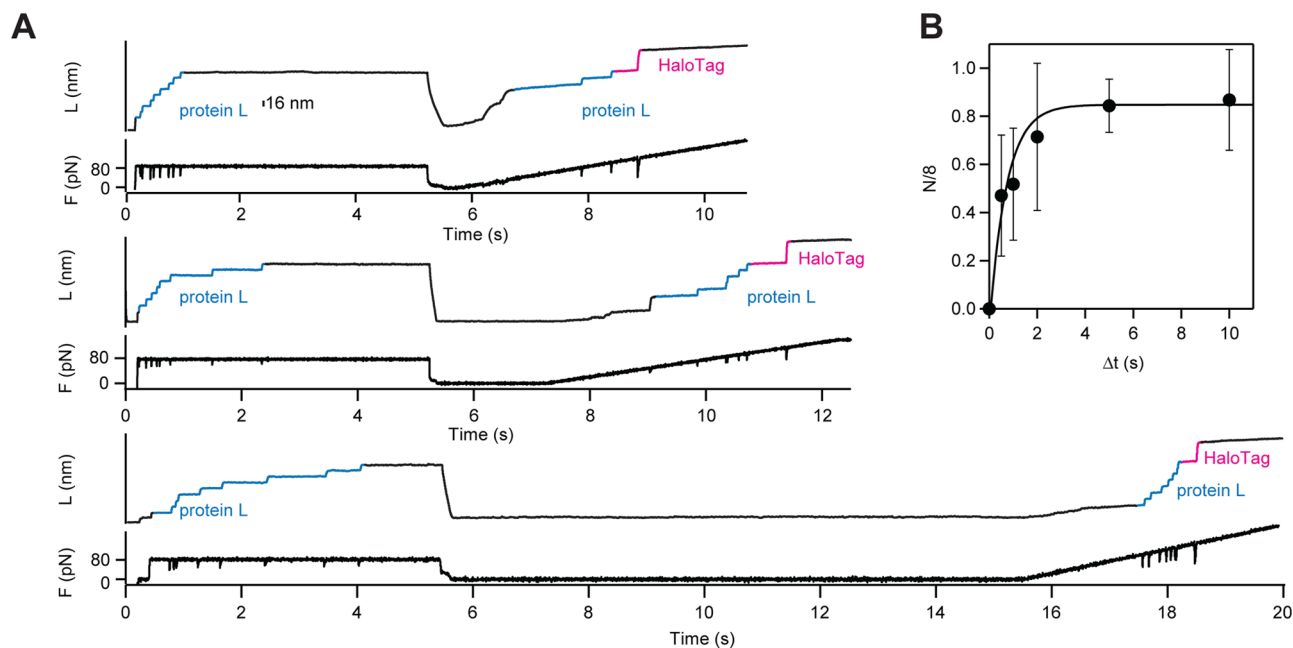 A
L (nm)
protein L
16 nm
protein L
HaloTag
F (pN)
80
0
0 2 4 6 8 10
Time (s)
L (nm)
protein L
protein L
HaloTag
F (pN)
80
0
0 2 4 6 8 10 12
Time (s)
L (nm)
protein L
protein L
HaloTag
F (pN)
80
0
0 2 4 6 8 10 12 14 16 18 20
Time (s)
B
N/8
1.0
0.8
0.6
0.4
0.2
0.0
0 2 4 6 8 10
Δt (s)